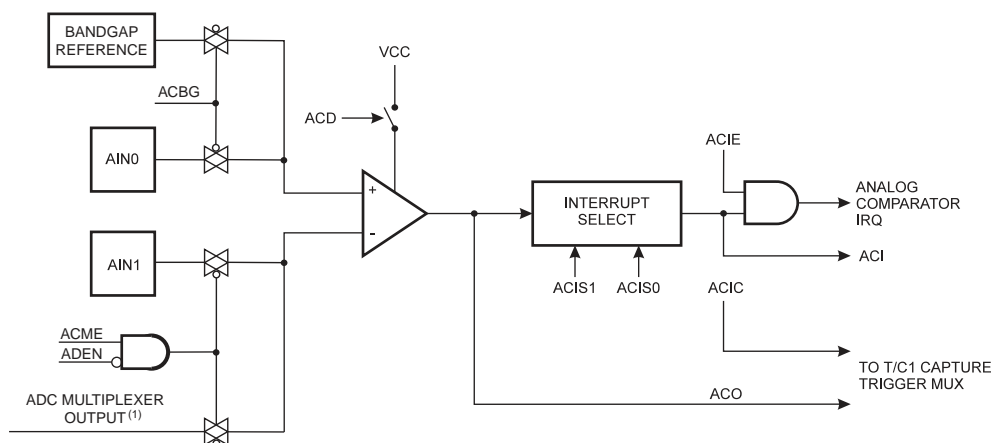 BANDGAP
REFERENCE
VCC
ACBG
ACD
AIN0
ACIE
+
-
INTERRUPT
SELECT
ANALOG
COMPARATOR
IRQ
AIN1
ACI
ACIS1
ACIS0
ACIC
ACME
ADEN
TO T/C1 CAPTURE
TRIGGER MUX
ADC MULTIPLEXER
OUTPUT (1)
ACO